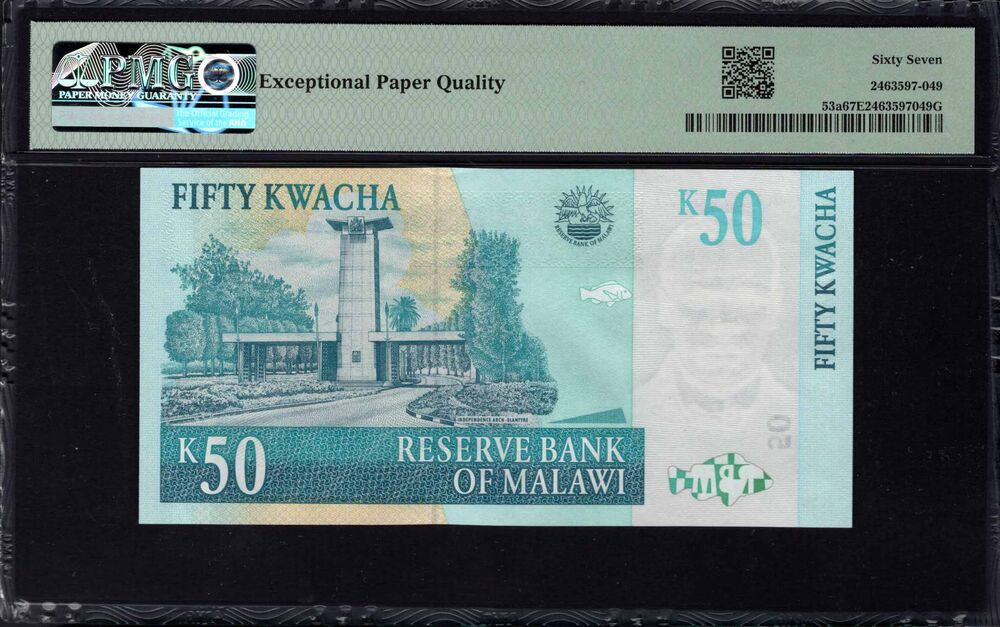 PMG
PAPER MONEY GUARANTY
The Official Grading
Service of the ANA
Exceptional Paper Quality
Sixty Seven
2463597-049
53a67E2463597049G
FIFTY KWACHA
RESERVE BANK OF MALAWI
K50
FIFTY KWACHA
INDEPENDENCE ARCH - BLANTYRE
50
K50
RESERVE BANK
OF MALAWI